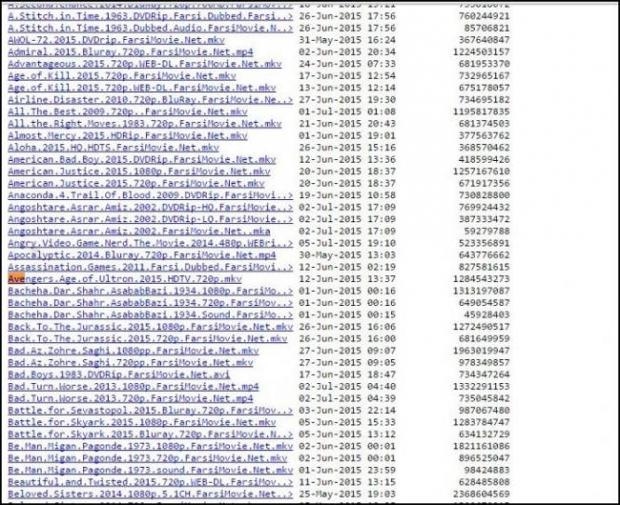 A.Stitch.in.Time.1963.DVDRip.Farsi.Dubbed.Farsi..> 26-Jun-2015 17:56 760244921
A.Stitch.in.Time.1963.Dubbed.Audio.FarsiMovie.N..> 26-Jun-2015 17:56 85706821
AWOL-72.2015.DVDRip.FarsiMovie.Net.mkv 31-May-2015 16:24 367640847
Admiral.2015.Bluray.720p.FarsiMovie.Net.mp4 02-Jun-2015 20:34 1224503157
Advantageous.2015.720p.WEB-DL.FarsiMovie.Net.mkv 24-Jun-2015 07:33 681953370
Age.of.Kill.2015.720p.FarsiMovie.Net.mkv 17-Jun-2015 12:54 732965167
Age.of.Kill.2015.720p.WEB-DL.FarsiMovie.Net.mkv 13-Jun-2015 12:14 675178057
Airline.Disaster.2010.720p.BluRay.FarsiMovie.Ne..> 27-Jun-2015 19:30 734695182
All.The.Best.2009.720p..FarsiMovie.Net.mkv 01-Jul-2015 01:08 1195817835
All.the.Right.Moves.1983.720p.FarsiMovie.Net.mkv 21-Jun-2015 20:43 681374503
Almost.Mercy.2015.HDRip.FarsiMovie.Net.mkv 01-Jun-2015 19:01 377563762
Aloha.2015.HQ.HDTS.FarsiMovie.Net.mkv 26-Jun-2015 15:16 368570462
American.Bad.Boy.2015.DVDRip.FarsiMovie.Net.mkv 12-Jun-2015 13:36 418599426
American.Justice.2015.1080p.FarsiMovie.Net.mkv 20-Jun-2015 18:37 1257167610
American.Justice.2015.720p.FarsiMovie.Net.mkv 20-Jun-2015 18:37 671917356
Anaconda.4.Trail.Of.Blood.2009.DVDRip.FarsiMovi..> 19-Jun-2015 10:58 730828800
Angoshtare.Asrar.Amiz.2002.DVDRip-HQ.FarsiMovie..> 02-Jul-2015 17:09 769924432
Angoshtare.Asrar.Amiz.2002.DVDRip-LQ.FarsiMovie..> 02-Jul-2015 17:09 387333472
Angoshtare.Asrar.Amiz.2002.FarsiMovie.Net..mka 02-Jul-2015 17:09 59279788
Angry.Video.Game.Nerd.The.Movie.2014.480p.WEBri..> 05-Jul-2015 19:10 523356891
Apocalyptic.2014.Bluray.720p.FarsiMovie.Net.mp4 30-May-2015 13:03 643776662
Assassination.Games.2011.Farsi.Dubbed.FarsiMovi..> 12-Jun-2015 02:19 827581615
Avengers.Age.of.Ultron.2015.HDTV.720p.mkv 12-Jun-2015 13:37 1284543273
Bacheha.Dar.Shahr.AsababBazi.1934.1080p.FarsiMo..> 01-Jun-2015 00:16 1313197087
Bacheha.Dar.Shahr.AsababBazi.1934.720p.FarsiMov..> 01-Jun-2015 00:16 649054587
Bacheha.Dar.Shahr.AsababBazi.1934.Sound.FarsiMo..> 01-Jun-2015 00:15 45928403
Back.To.The.Jurassic.2015.1080p.FarsiMovie.Net.mkv 26-Jun-2015 16:06 1272490517
Back.To.The.Jurassic.2015.720p.FarsiMovie.Net.mkv 26-Jun-2015 16:00 681649959
Bad.Az.Zohre.Saghi.1080pp.FarsiMovie.Net.mkv 27-Jun-2015 09:07 1963019947
Bad.Az.Zohre.Saghi.720pp.FarsiMovie.Net.mkv 27-Jun-2015 09:05 978349857
Bad.Boys.1983.DVDRip.FarsiMovie.Net.avi 17-Jun-2015 18:47 734347264
Bad.Turn.Worse.2013.1080p.FarsiMovie.Net.mp4 02-Jul-2015 04:40 1332291153
Bad.Turn.Worse.2013.720p.FarsiMovie.Net.mp4 02-Jul-2015 04:39 735045842
Battle.for.Sevastopol.2015.Bluray.720p.FarsiMov..> 03-Jun-2015 22:14 987067480
Battle.for.Skyark.2015.1080p.FarsiMovie.Net.mkv 05-Jun-2015 15:33 1283784747
Battle.for.Skyark.2015.Bluray.720p.FarsiMovie.N..> 05-Jun-2015 13:12 634132729
Be.Man.Migan.Pagonde.1973.1080p.FarsiMovie.Net.mkv 02-Jun-2015 00:01 1821161086
Be.Man.Migan.Pagonde.1973.720p.FarsiMovie.Net.mkv 02-Jun-2015 00:01 896525047
Be.Man.Migan.Pagonde.1973.sound.FarsiMovie.Net.mkv 01-Jun-2015 23:59 98424883
Beautiful.and.Twisted.2015.720p.WEB-DL.FarsiMov..> 11-Jun-2015 13:15 628485808
Beloved.Sisters.2014.1080p.5.1CH.FarsiMovie.Net..> 25-May-2015 19:03 2368604569